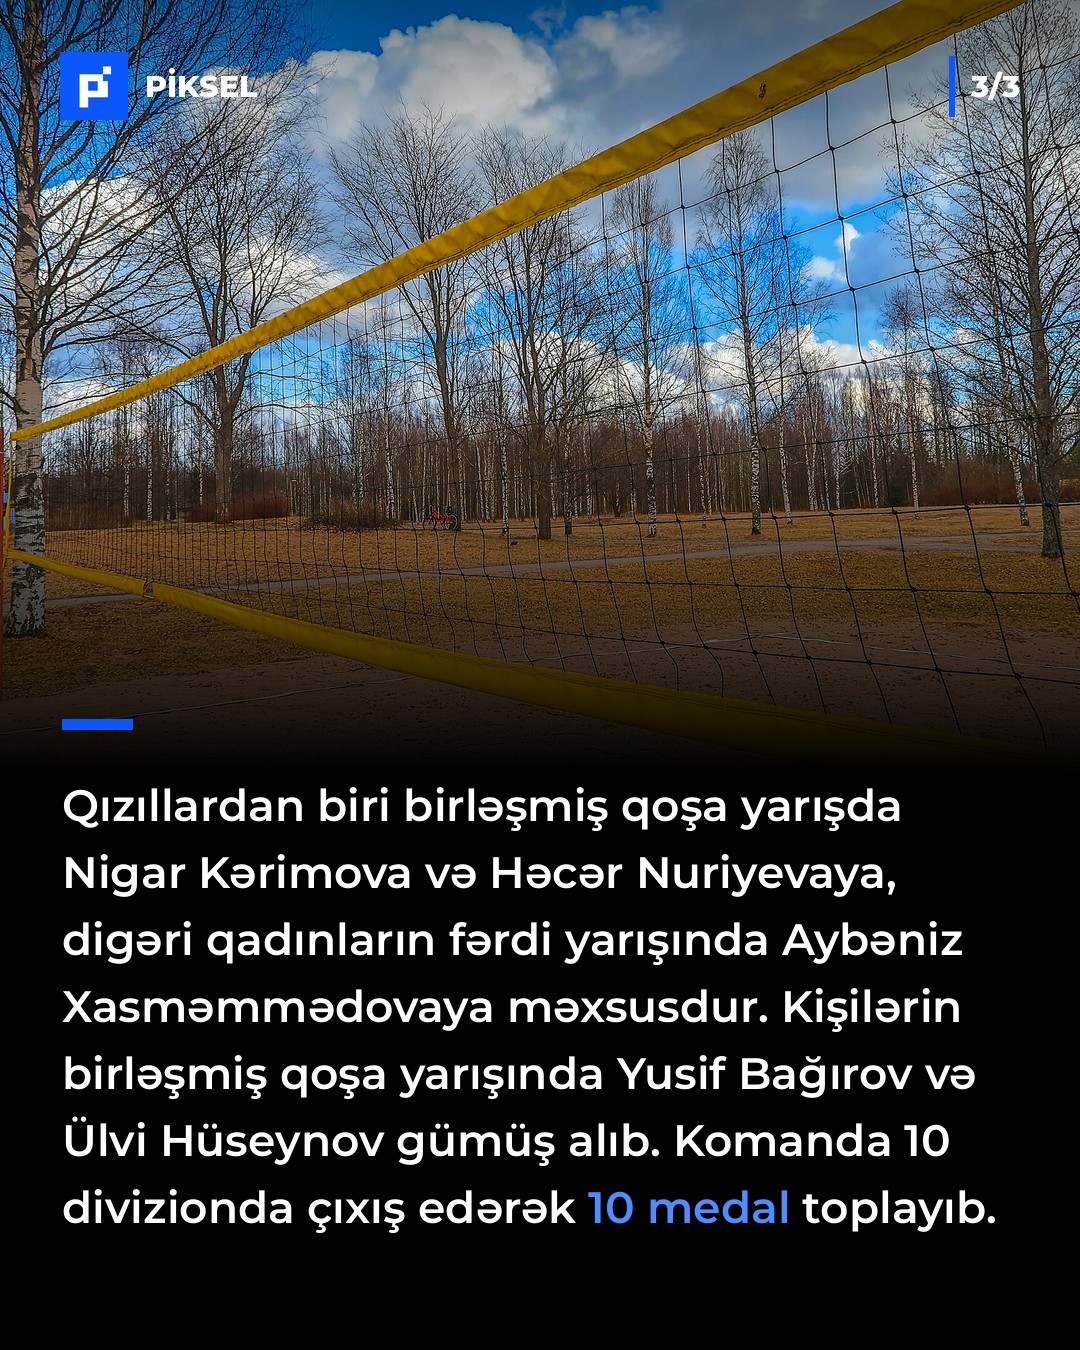 PİKSEL
3/3
Qızıllardan biri birləşmiş qoşa yarışda
Nigar Kərimova və Həcər Nuriyevaya,
digəri qadınların fərdi yarışında Aybəniz
Xasməmmədovaya məxsusdur. Kişilərin
birləşmiş qoşa yarışında Yusif Bağırov və
Ülvi Hüseynov gümüş alıb. Komanda 10
divizionda çıxış edərək 10 medal toplayıb.